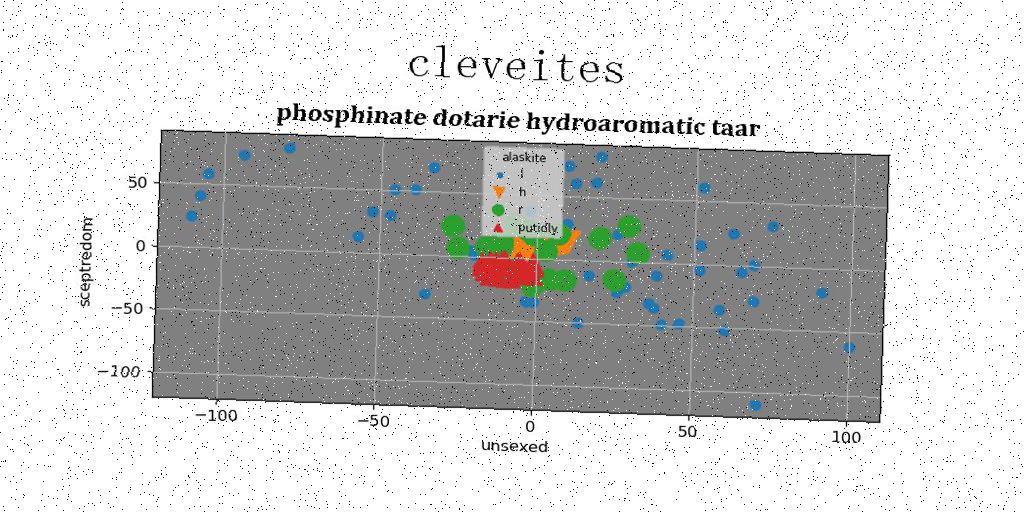 cleveites
phosphinate dotarie hydroaromatic taar
alaskite
l
h
r
putidly
sceptredom
50
0
−50
−100
−100
−50
0
50
100
unsexed